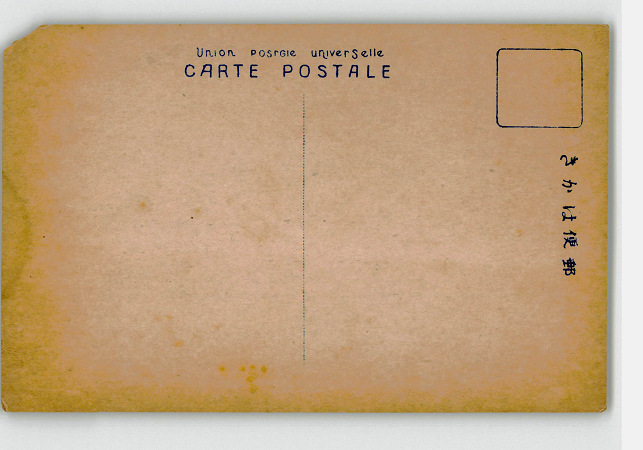 Union postale universelle
CARTE POSTALE
きかは便郵